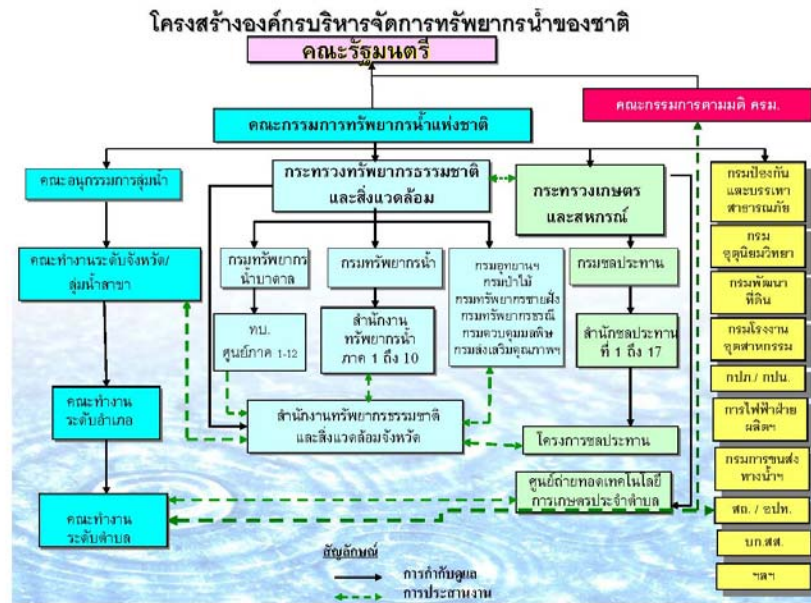 โครงสร้างองค์กรบริหารจัดการทรัพยากรน้ำของชาติ
คณะรัฐมนตรี
คณะกรรมการตามมติ ครม.
คณะกรรมการทรัพยากรน้ำแห่งชาติ
คณะอนุกรรมการลุ่มน้ำ
กระทรวงทรัพยากรธรรมชาติ
และสิ่งแวดล้อม
กระทรวงเกษตร
และสหกรณ์
กรมป้องกัน
และบรรเทา
สาธารณภัย
คณะทำงานระดับจังหวัด/
ลุ่มน้ำสาขา
กรมทรัพยากร
น้ำบาดาล
กรมทรัพยากรน้ำ
กรมอุทยานฯ
กรมป่าไม้
กรมทรัพยากรชายฝั่ง
กรมทรัพยากรธรณี
กรมควบคุมมลพิษ
กรมส่งเสริมคุณภาพฯ
กรมชลประทาน
กรม
อุตุนิยมวิทยา
กรมพัฒนา
ที่ดิน
ทบ.
ศูนย์ภาค 1-12
สำนักงาน
ทรัพยากรน้ำ
ภาค 1 ถึง 10
สำนักชลประทาน
ที่ 1 ถึง 17
กรมโรงงาน
อุตสาหกรรม
กปภ./ กปน.
คณะทำงาน
ระดับอำเภอ
สำนักงานทรัพยากรธรรมชาติ
และสิ่งแวดล้อมจังหวัด
โครงการชลประทาน
การไฟฟ้าฝ่าย
ผลิตฯ
กรมการขนส่ง
ทางน้ำฯ
คณะทำงาน
ระดับตำบล
ศูนย์ถ่ายทอดเทคโนโลยี
การเกษตรประจำตำบล
สถ. / อปท.
บก.สส.
ฯลฯ
สัญลักษณ์
การกำกับดูแล
การประสานงาน